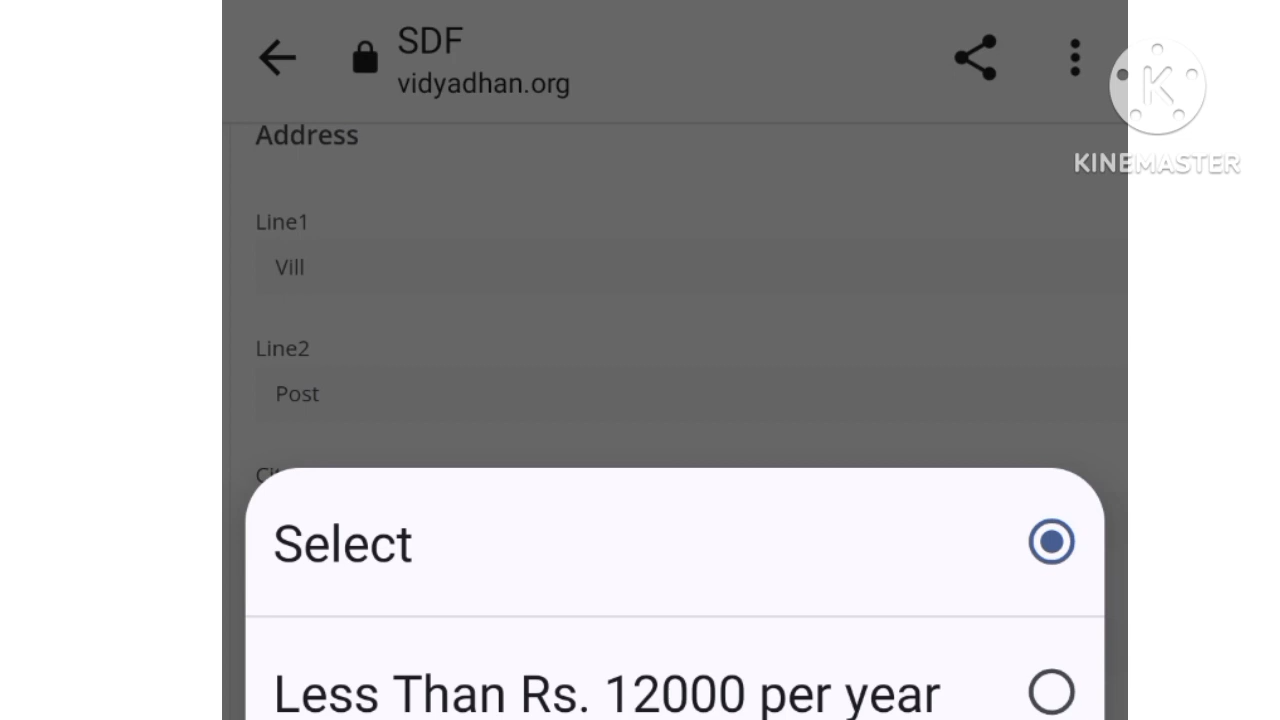 SDF
vidyadhan.org
K
KINEMASTER
Address
Line1
Vill
Line2
Post
Select
Less Than Rs. 12000 per year